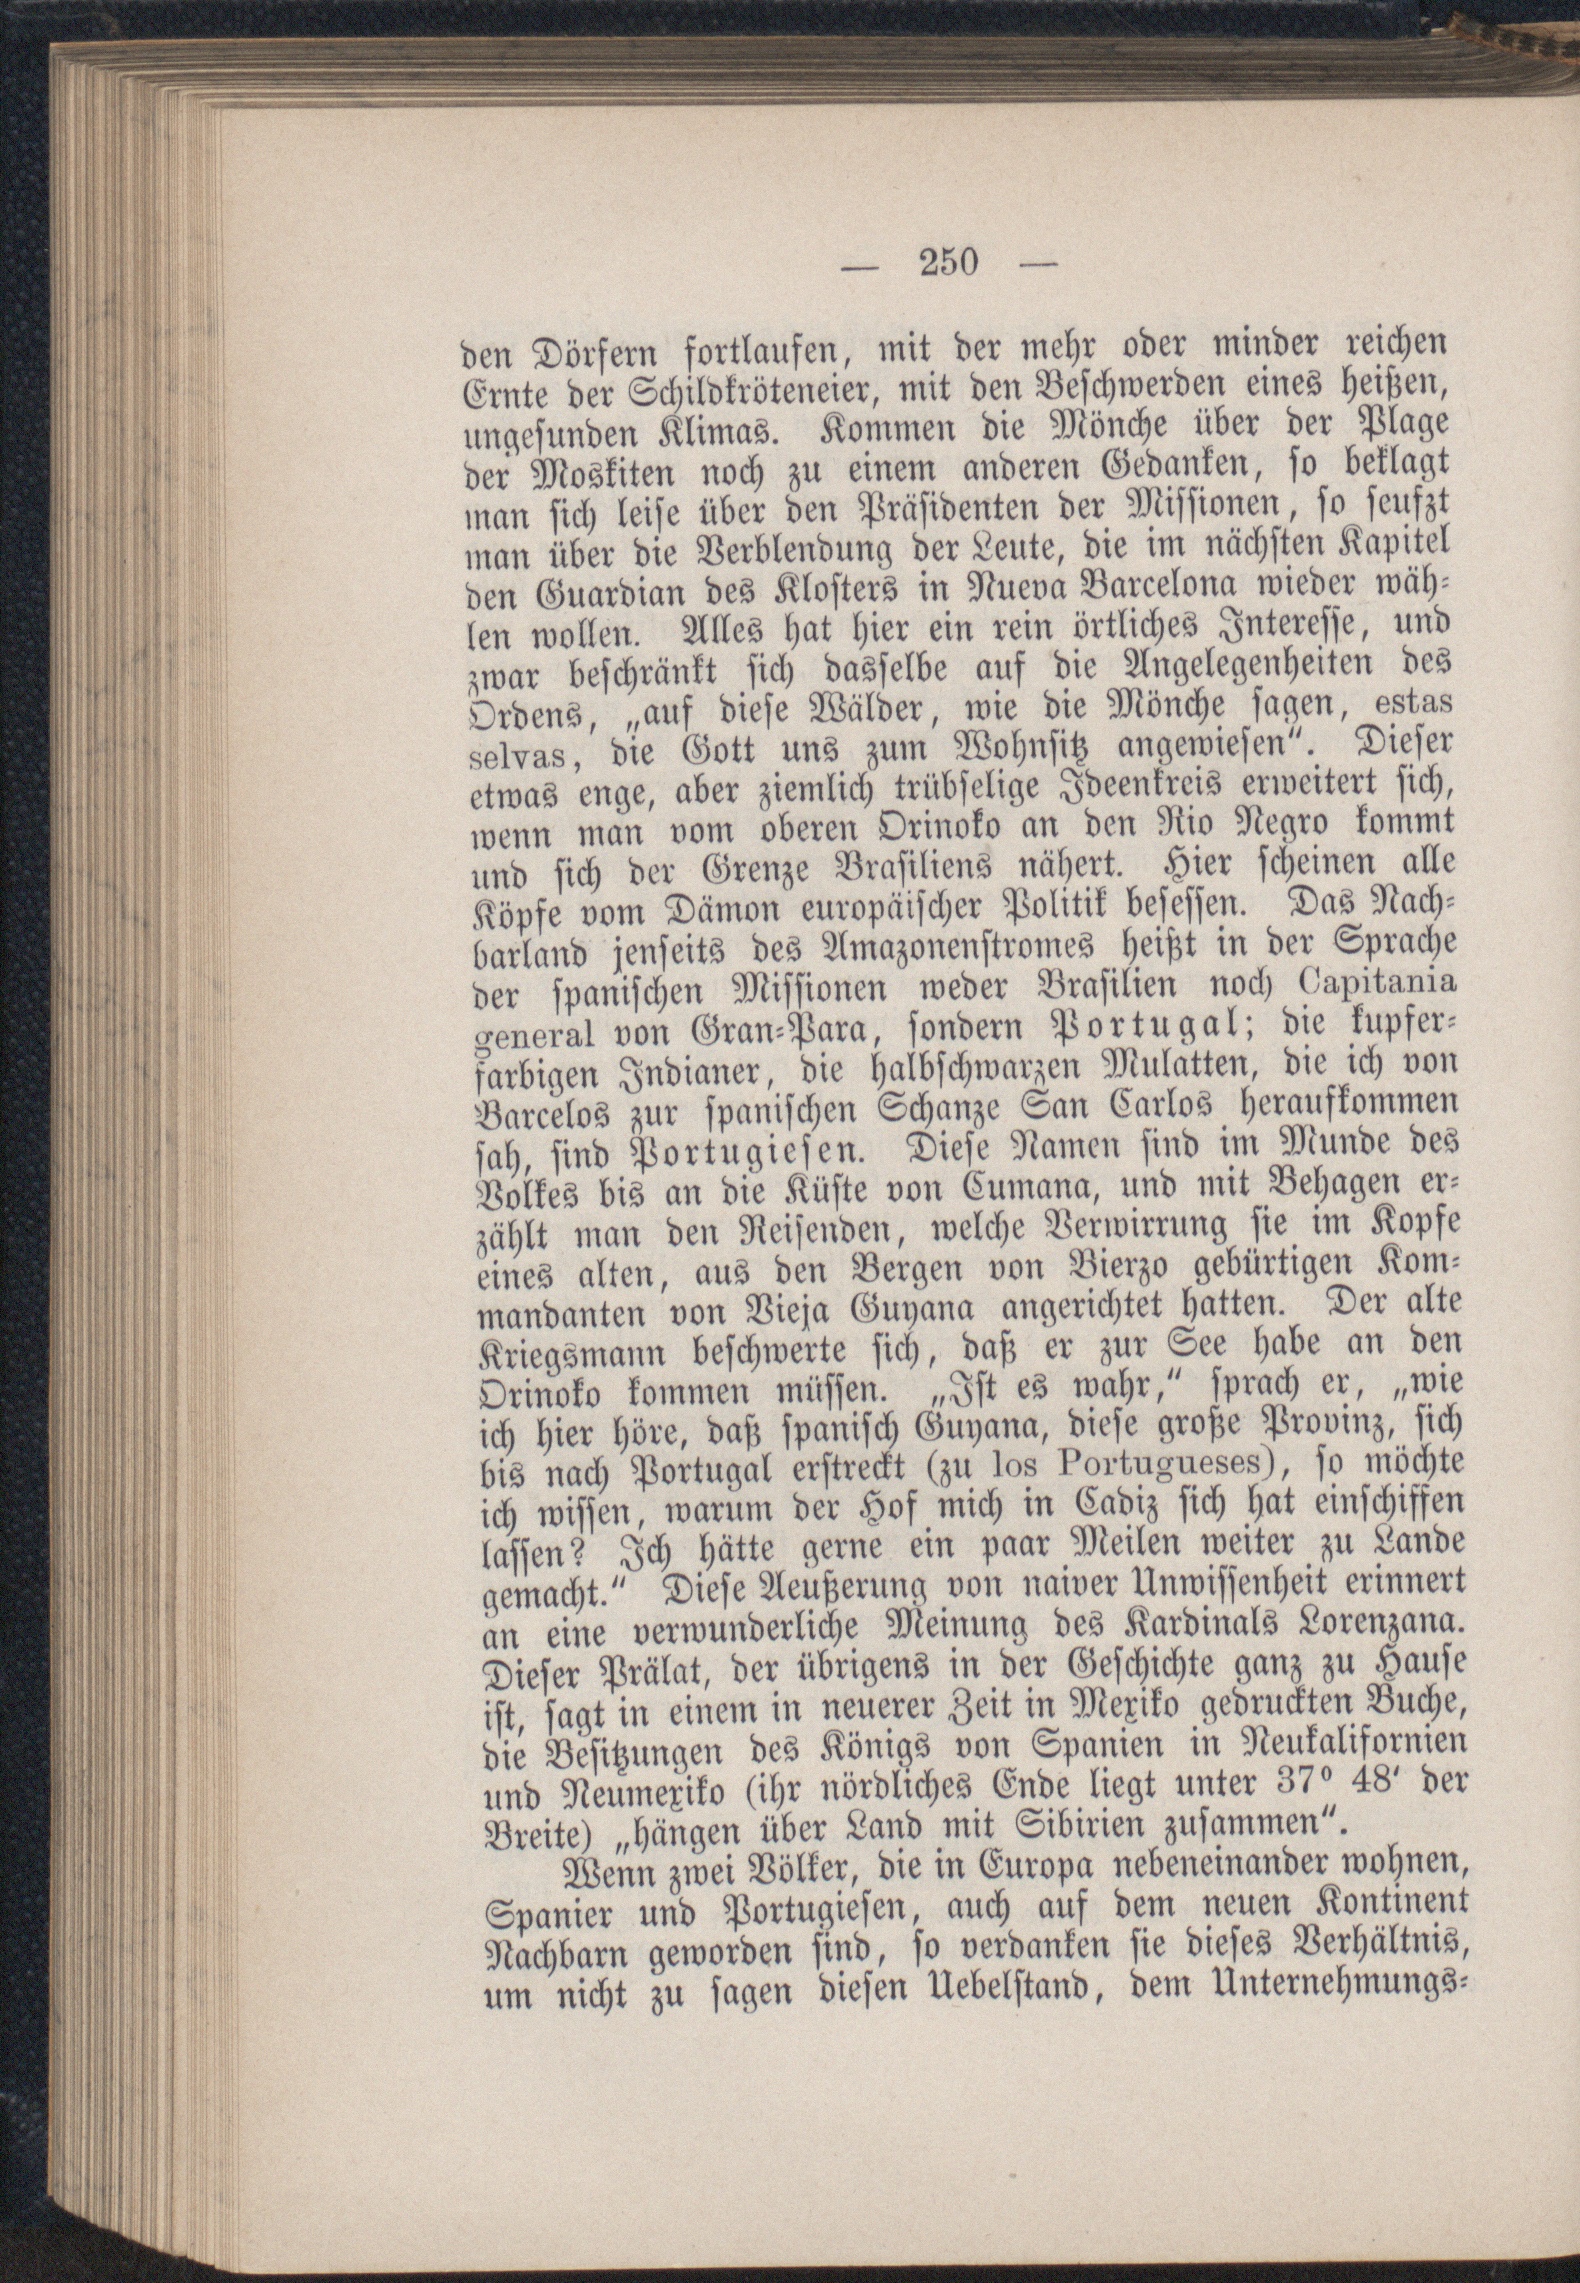 — 250 —
den Dörfern fortlaufen, mit der mehr oder minder reichen
Ernte der Schildkröteneier, mit den Beschwerden eines heißen,
ungesunden Klimas. Kommen die Mönche über der Plage
der Moskiten noch zu einem anderen Gedanken, so beklagt
man sich leise über den Präsidenten der Missionen, so seufzt
man über die Verblendung der Leute, die im nächsten Kapitel
den Guardian des Klosters in Nueva Barcelona wieder wäh-
len wollen. Alles hat hier ein rein örtliches Interesse, und
zwar beschränkt sich dasselbe auf die Angelegenheiten des
Ordens, „auf diese Wälder, wie die Mönche sagen, estas
selvas, die Gott uns zum Wohnsitz angewiesen“. Dieser
etwas enge, aber ziemlich trübselige Ideenkreis erweitert sich,
wenn man vom oberen Orinoko an den Rio Negro kommt
und sich der Grenze Brasiliens nähert. Hier scheinen alle
Köpfe vom Dämon europäischer Politik besessen. Das Nach-
barland jenseits des Amazonenstromes heißt in der Sprache
der spanischen Missionen weder Brasilien noch Capitania
general von Gran-Para, sondern Portugal; die kupfer-
farbigen Indianer, die halbschwarzen Mulatten, die ich von
Barcelos zur spanischen Schanze San Carlos heraufkommen
sah, sind Portugiesen. Diese Namen sind im Munde des
Volkes bis an die Küste von Cumana, und mit Behagen er-
zählt man den Reisenden, welche Verwirrung sie im Kopfe
eines alten, aus den Bergen von Bierzo gebürtigen Kom-
mandanten von Vieja Guyana angerichtet hatten. Der alte
Kriegsmann beschwerte sich, daß er zur See habe an den
Orinoko kommen müssen. „Ist es wahr,“ sprach er, „wie
ich hier höre, daß spanisch Guyana, diese große Provinz, sich
bis nach Portugal erstreckt (zu los Portugueses), so möchte
ich wissen, warum der Hof mich in Cadiz sich hat einschiffen
lassen? Ich hätte gerne ein paar Meilen weiter zu Lande
gemacht.“ Diese Aeußerung von naiver Unwissenheit erinnert
an eine verwunderliche Meinung des Kardinals Lorenzana.
Dieser Prälat, der übrigens in der Geschichte ganz zu Hause
ist, sagt in einem in neuerer Zeit in Mexiko gedruckten Buche,
die Besitzungen des Königs von Spanien in Neukalifornien
und Neumexiko (ihr nördliches Ende liegt unter 37° 48′ der
Breite) „hängen über Land mit Sibirien zusammen“.
Wenn zwei Völker, die in Europa nebeneinander wohnen,
Spanier und Portugiesen, auch auf dem neuen Kontinent
Nachbarn geworden sind, so verdanken sie dieses Verhältnis,
um nicht zu sagen diesen Uebelstand, dem Unternehmungs-